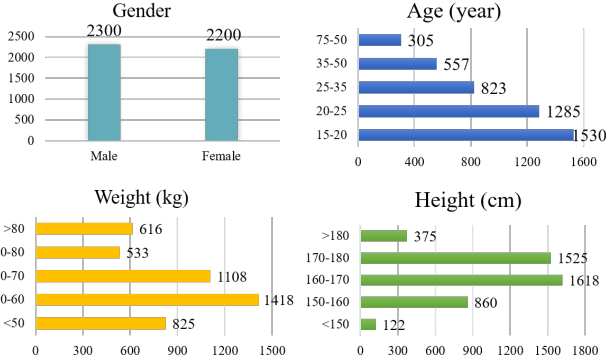 Gender
2300
2200
2500
2000
1500
1000
500
0
Male Female
Age (year)
75-50 305
35-50 557
25-35 823
20-25 1285
15-20 1530
0 400 800 1200 1600
Weight (kg)
>80 616
0-80 533
0-70 1108
0-60 1418
<50 825
0 300 600 900 1200 1500
Height (cm)
>180 375
170-180 1525
160-170 1618
150-160 860
<150 122
0 300 600 900 1200 1500 1800